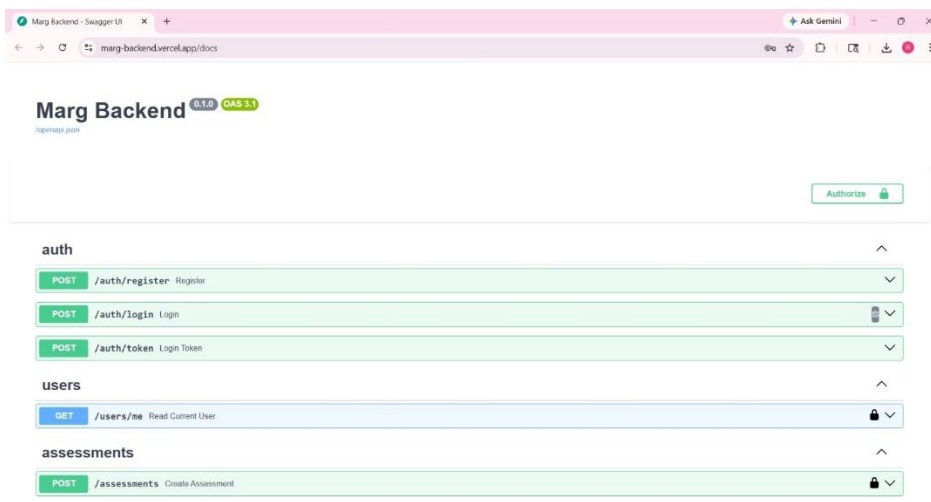 Marg Backend - Swagger UI
Ask Gemini
marg-backend.vercel.app/docs
Marg Backend 0.1.0 OAS 3.1
/openapi.json
Authorize
auth
POST /auth/register Register
POST /auth/login Login
POST /auth/token Login Token
users
GET /users/me Read Current User
assessments
POST /assessments Create Assessment